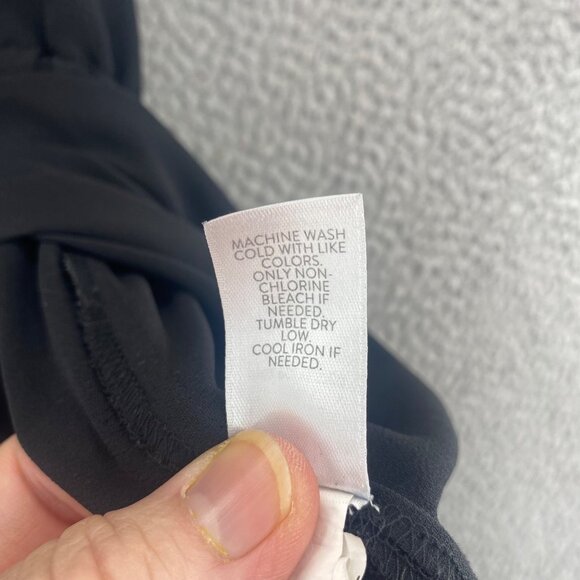 MACHINE WASH
COLD WITH LIKE
COLORS.
ONLY NON-
CHLORINE
BLEACH IF
NEEDED.
TUMBLE DRY
LOW.
COOL IRON IF
NEEDED.